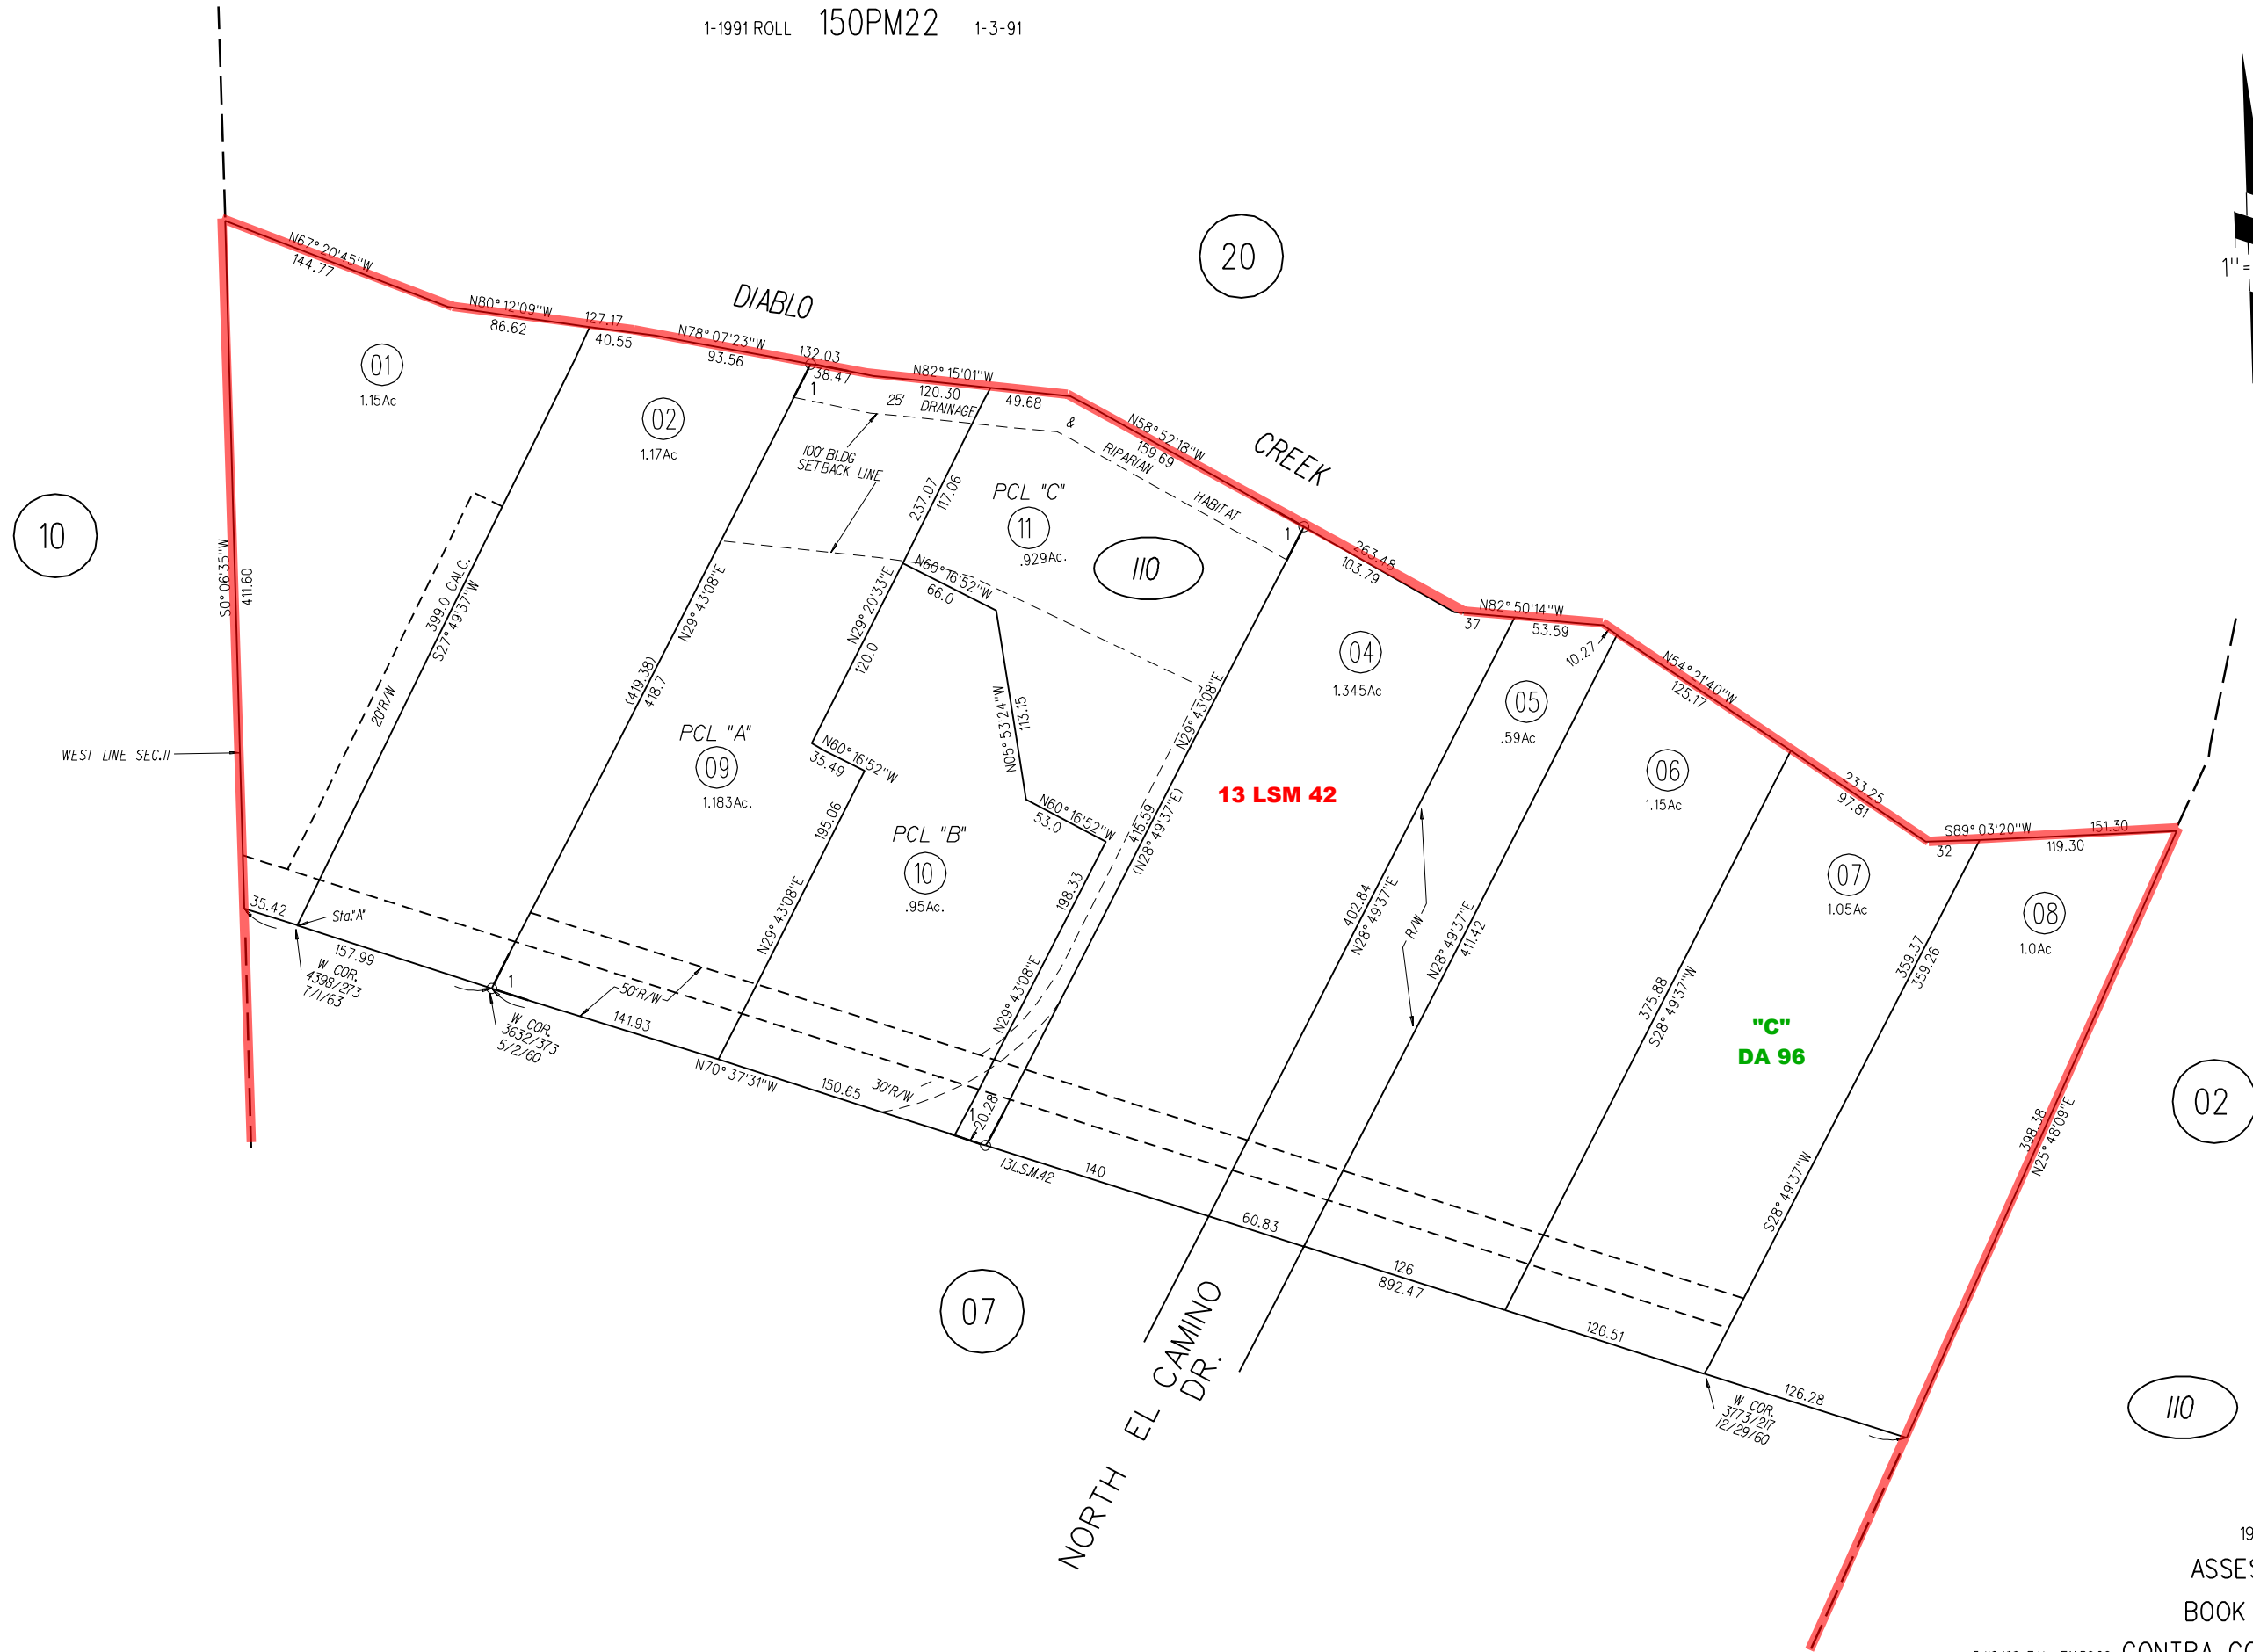 1-1991 ROLL 150PM22 1-3-91
20
1"=
N67°20'45"W
144.77
DIABLO
N80°12'09"W
86.62
127.17
40.55
N78°07'23"W
93.56
132.03
38.47
N82°15'01"W
120.30
49.68
01
1.15Ac
02
1.17Ac
1
25' DRAINAGE
&
RIPARIAN
HABITAT
N58°52'18"W
159.69
CREEK
100' BLDG
SETBACK LINE
237.07
117.06
PCL "C"
11
.929Ac.
110
1
10
S0°06'35"W
411.60
399.0 CALC.
S27°49'37"W
20'R/W
N29°43'08"E
(419.38)
418.7
N29°20'33"E
120.0
N60°16'52"W
66.0
263.48
103.79
04
1.345Ac
N82°50'14"W
37
53.59
10.27
05
.59Ac
N54°21'40"W
125.17
06
1.15Ac
WEST LINE SEC.11
PCL "A"
09
1.183Ac.
N60°16'52"W
35.49
N05°53'24"W
113.15
N29°43'08"E
13 LSM 42
233.25
97.81
S89°03'20"W
151.30
32
119.30
PCL "B"
10
.95Ac.
195.06
N60°16'52"W
53.0
415.59
(N28°49'37"E)
07
1.05Ac
08
1.0Ac
35.42
Sta."A"
157.99
W COR.
4398/273
7/1/63
N29°43'08"E
198.33
402.84
N28°49'37"E
R/W
N28°49'37"E
411.42
359.37
359.26
1
50'R/W
W COR.
3632/373
5/2/60
141.93
N29°43'08"E
375.88
S28°49'37"W
"C"
DA 96
N70°37'31"W
150.65
30'R/W
1
20.28
13L.S.M.42
140
398.38
N25°48'09"E
02
S28°49'37"W
60.83
07
126
892.47
126.51
NORTH EL CAMINO
DR.
126.28
W COR.
3773/217
12/29/60
110
19
ASSES
BOOK
CONTRA CO